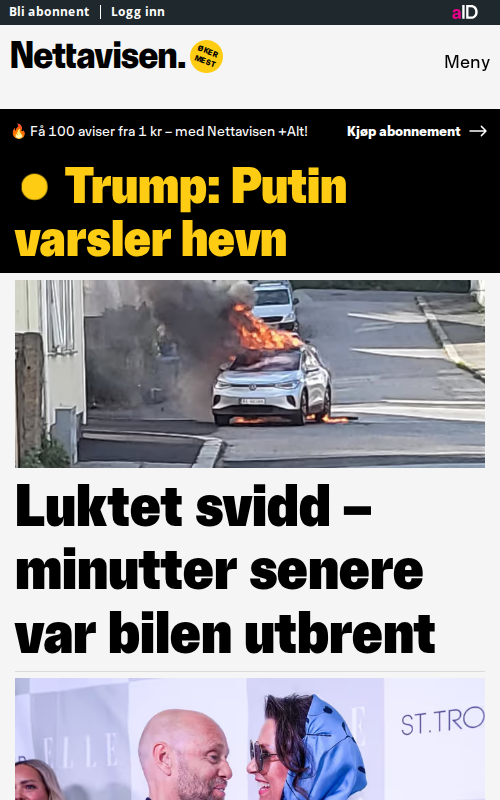 Bli abonnent | Logg inn
aID
Nettavisen.
ØKER
MEST
Meny
🔥 Få 100 aviser fra 1 kr – med Nettavisen +Alt!
Kjøp abonnement →
Trump: Putin
varsler hevn
Luktet svidd –
minutter senere
var bilen utbrent
ELLE
ST.TRO